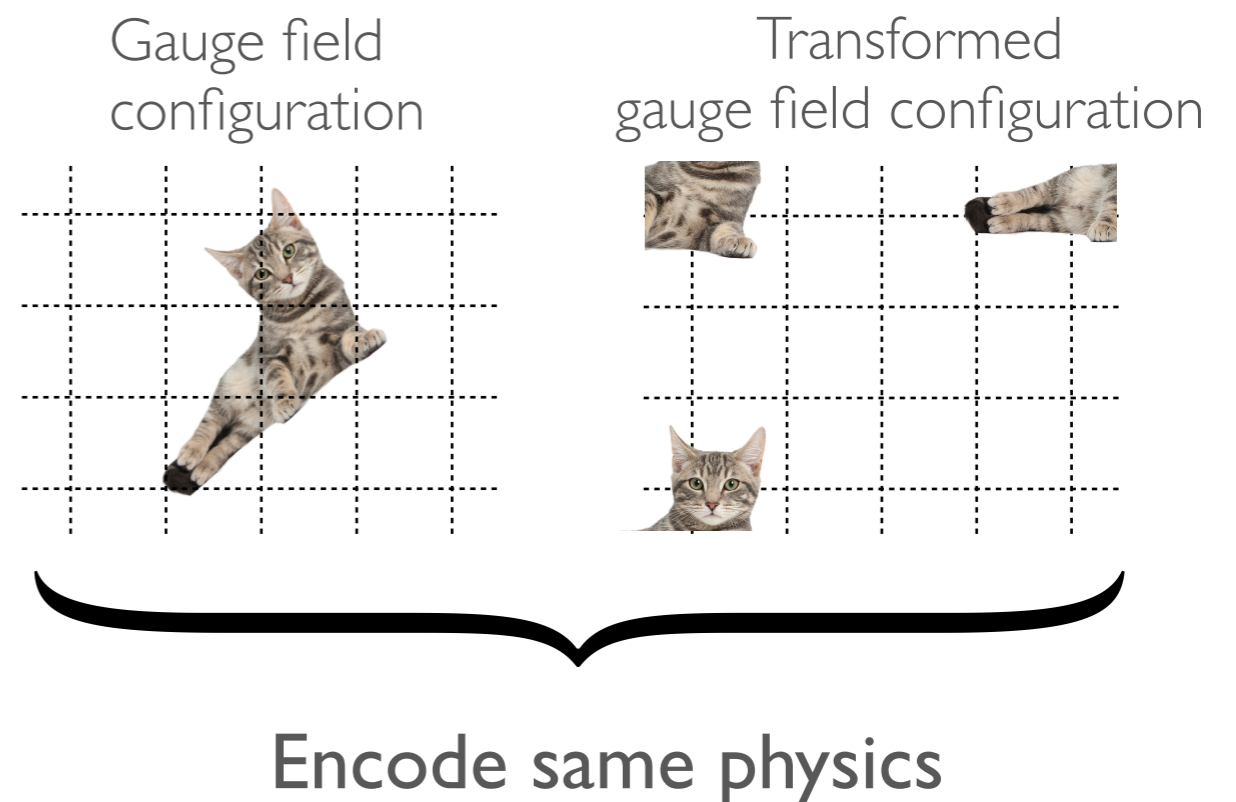 Gauge field
configuration
Transformed
gauge field configuration
Encode same physics